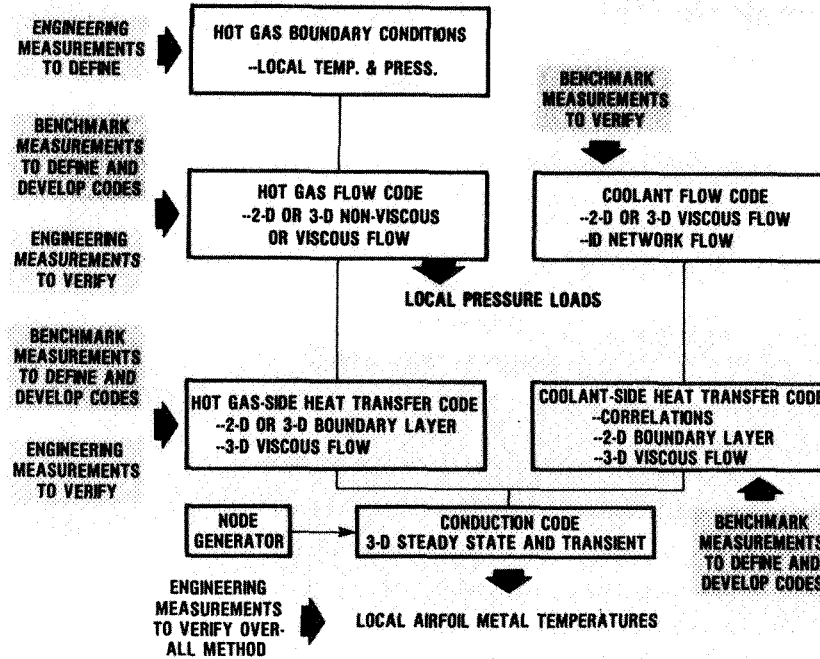 ENGINEERING
MEASUREMENTS
TO DEFINE
HOT GAS BOUNDARY CONDITIONS
--LOCAL TEMP. & PRESS.
BENCHMARK
MEASUREMENTS
TO VERIFY
BENCHMARK
MEASUREMENTS
TO DEFINE AND
DEVELOP CODES
ENGINEERING
MEASUREMENTS
TO VERIFY
HOT GAS FLOW CODE
--2-D OR 3-D NON-VISCOUS
OR VISCOUS FLOW
COOLANT FLOW CODE
--2-D OR 3-D VISCOUS FLOW
--ID NETWORK FLOW
LOCAL PRESSURE LOADS
BENCHMARK
MEASUREMENTS
TO DEFINE AND
DEVELOP CODES
ENGINEERING
MEASUREMENTS
TO VERIFY
HOT GAS-SIDE HEAT TRANSFER CODE
--2-D OR 3-D BOUNDARY LAYER
--3-D VISCOUS FLOW
COOLANT-SIDE HEAT TRANSFER CODE
--CORRELATIONS
--2-D BOUNDARY LAYER
--3-D VISCOUS FLOW
NODE
GENERATOR
CONDUCTION CODE
3-D STEADY STATE AND TRANSIENT
BENCHMARK
MEASUREMENTS
TO DEFINE AND
DEVELOP CODES
ENGINEERING
MEASUREMENTS
TO VERIFY OVER-
ALL METHOD
LOCAL AIRFOIL METAL TEMPERATURES